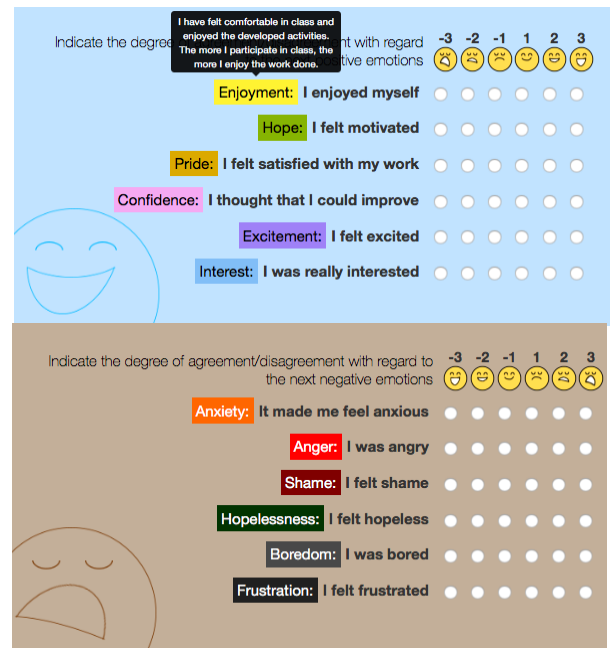 I have felt comfortable in class and
enjoyed the developed activities.
The more I participate in class, the
more I enjoy the work done.
Indicate the degree ent with regard
itive emotions
-3 -2 -1 1 2 3
Enjoyment: I enjoyed myself
Hope: I felt motivated
Pride: I felt satisfied with my work
Confidence: I thought that I could improve
Excitement: I felt excited
Interest: I was really interested
Indicate the degree of agreement/disagreement with regard to
the next negative emotions
-3 -2 -1 1 2 3
Anxiety: It made me feel anxious
Anger: I was angry
Shame: I felt shame
Hopelessness: I felt hopeless
Boredom: I was bored
Frustration: I felt frustrated